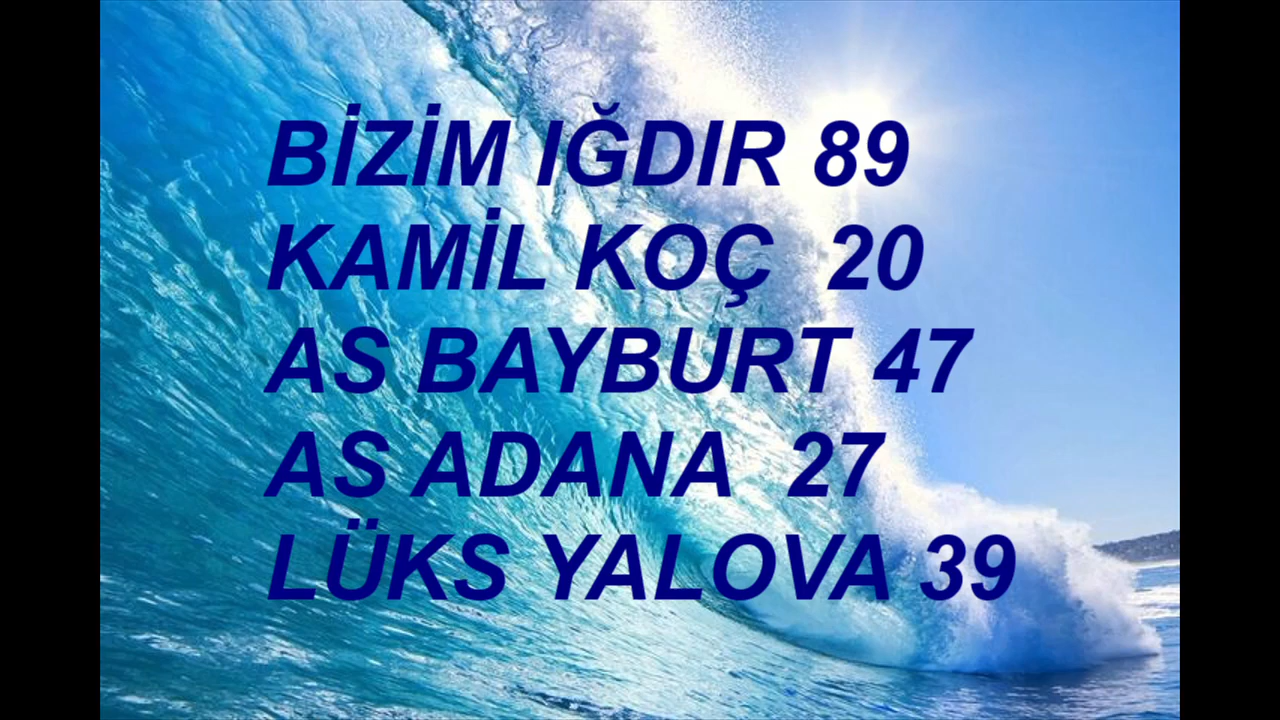 BİZİM IĞDIR 89
KAMİL KOÇ 20
AS BAYBURT 47
AS ADANA 27
LÜKS YALOVA 39